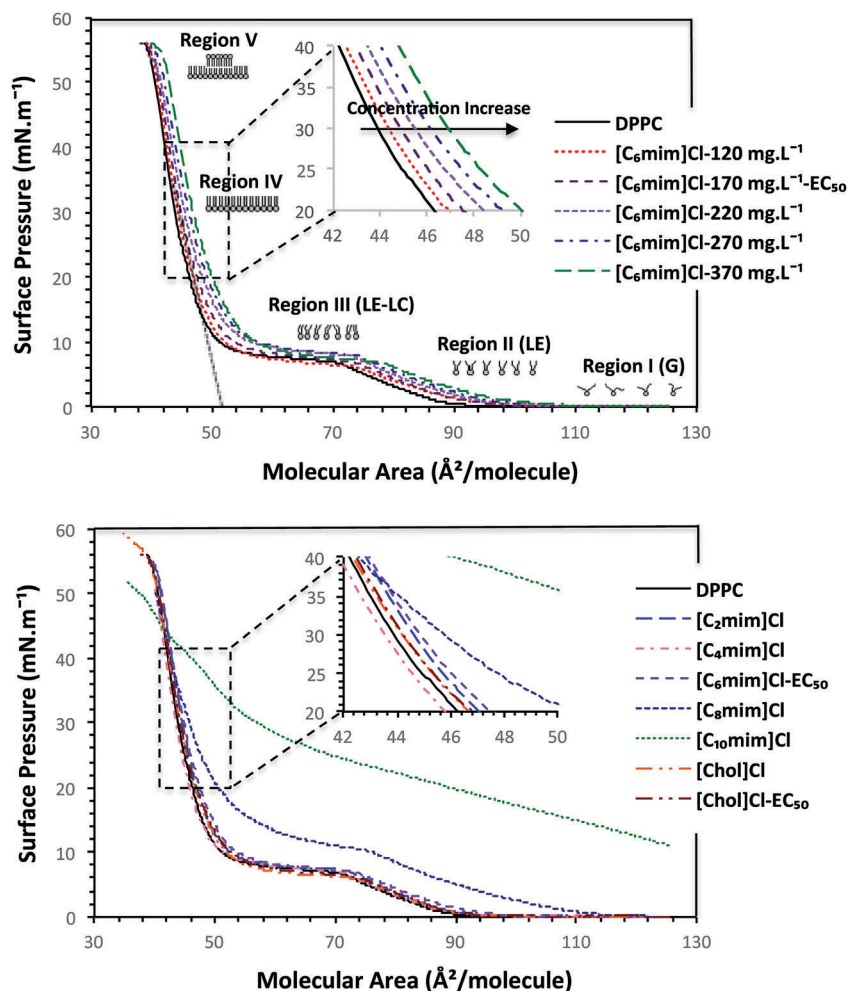 60
50
40
30
20
10
0
Surface Pressure (mN.m⁻¹)
Region V
Region IV
Region III (LE-LC)
Region II (LE)
Region I (G)
40
35
30
25
20
42 44 46 48 50
Concentration Increase
DPPC
[C₆mim]Cl-120 mg.L⁻¹
[C₆mim]Cl-170 mg.L⁻¹-EC₅₀
[C₆mim]Cl-220 mg.L⁻¹
[C₆mim]Cl-270 mg.L⁻¹
[C₆mim]Cl-370 mg.L⁻¹
30 50 70 90 110 130
Molecular Area (Å²/molecule)
60
50
40
30
20
10
0
Surface Pressure (mN.m⁻¹)
40
35
30
25
20
42 44 46 48 50
DPPC
[C₂mim]Cl
[C₄mim]Cl
[C₆mim]Cl-EC₅₀
[C₈mim]Cl
[C₁₀mim]Cl
[Chol]Cl
[Chol]Cl-EC₅₀
30 50 70 90 110 130
Molecular Area (Å²/molecule)